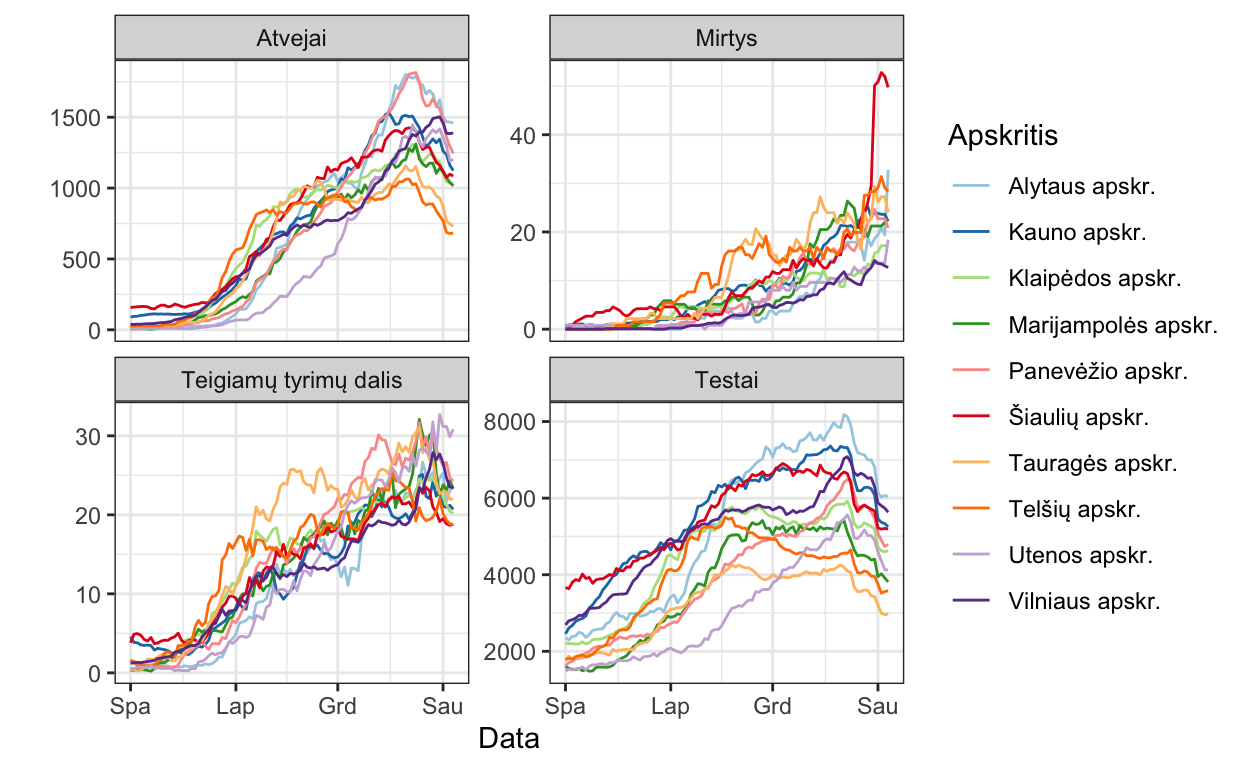 Atvejai
Mirtys
1500
1000
500
0
40
20
0
Teigiamų tyrimų dalis
Testai
30
20
10
0
8000
6000
4000
2000
Spa Lap Grd Sau
Spa Lap Grd Sau
Data
Apskritis
Alytaus apskr.
Kauno apskr.
Klaipėdos apskr.
Marijampolės apskr.
Panevėžio apskr.
Šiaulių apskr.
Tauragės apskr.
Telšių apskr.
Utenos apskr.
Vilniaus apskr.